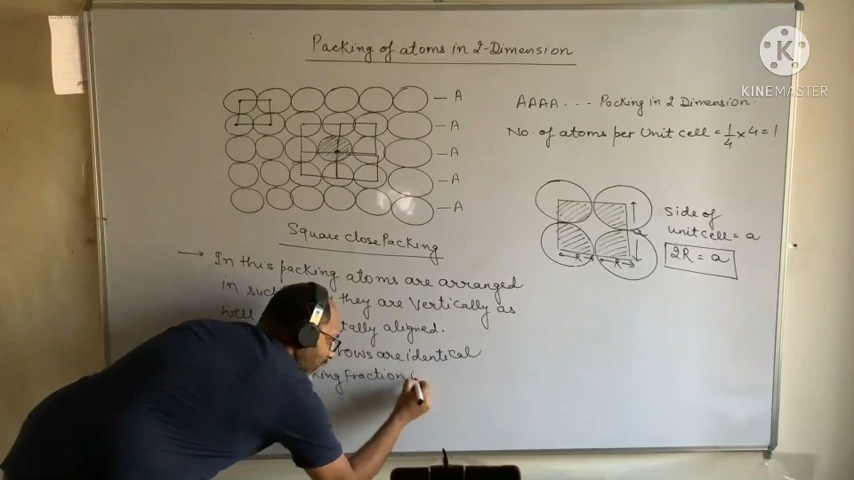 Packing of atoms in 2-Dimension
K
KINEMASTER
A
A
A
A
A
AAAA ... Packing in 2 Dimension.
No. of atoms per Unit cell = 1/4 x 4 = 1
Square Close Packing
side of
unit cell = a
2R = a
a
R
R
→ In this packing atoms are arranged
in such they are Vertically as
well tally aligned.
rows are identical
king Fraction i